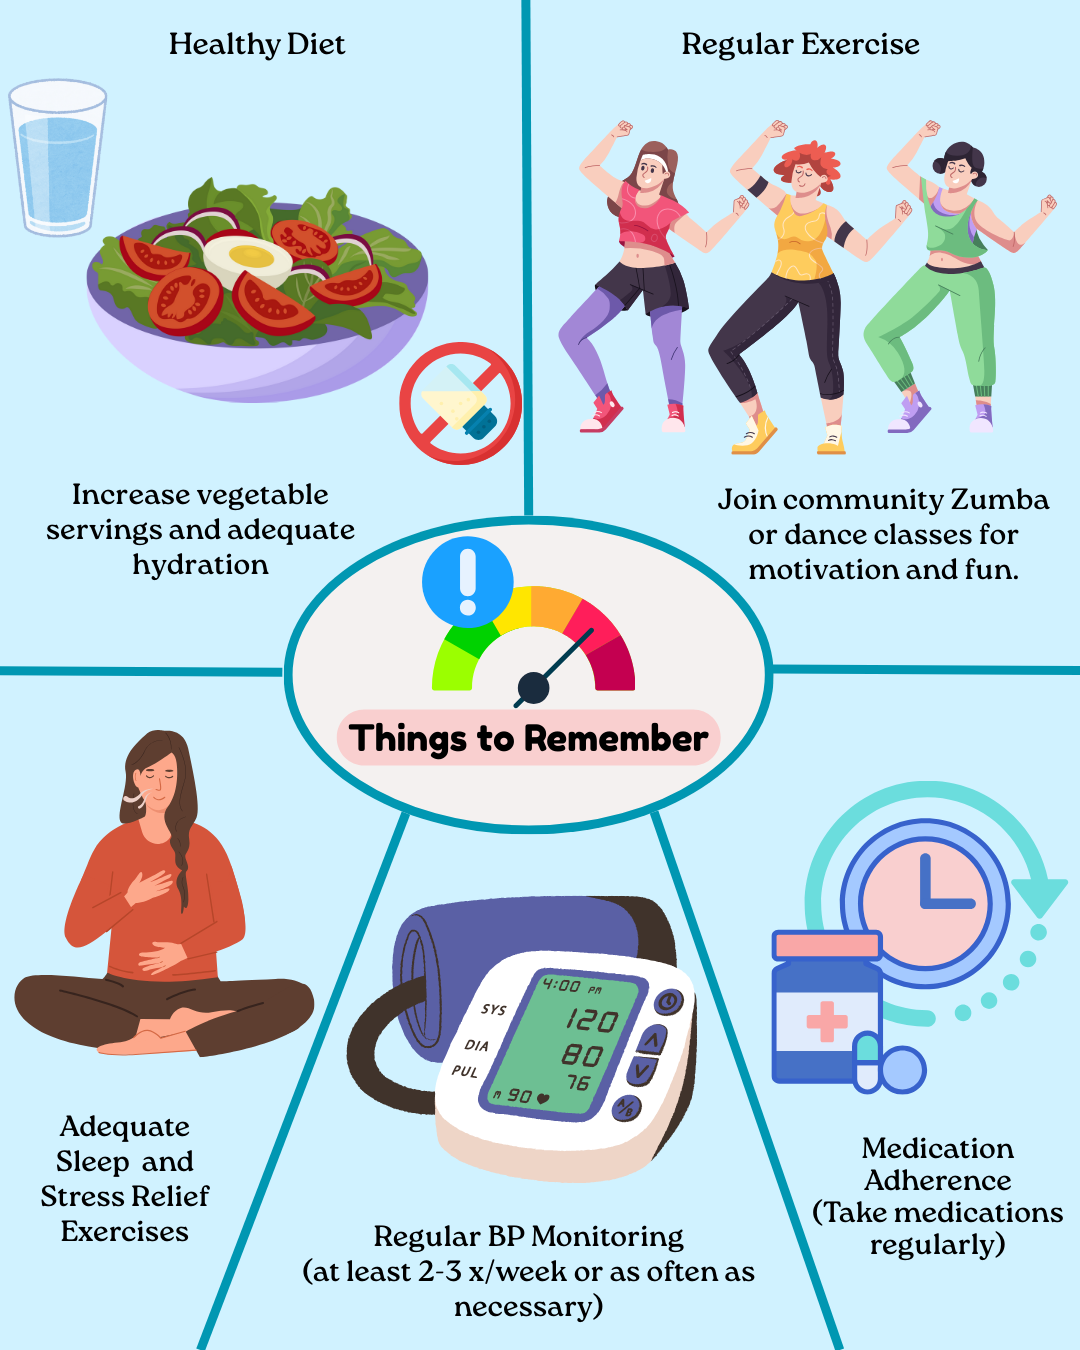 Healthy Diet
Regular Exercise
Increase vegetable
servings and adequate
hydration
Join community Zumba
or dance classes for
motivation and fun.
Things to Remember
Adequate
Sleep and
Stress Relief
Exercises
4:00 PM
SYS
120
DIA
80
PUL
76
M 90
A/B
Regular BP Monitoring
(at least 2-3 x/week or as often as
necessary)
Medication
Adherence
(Take medications
regularly)